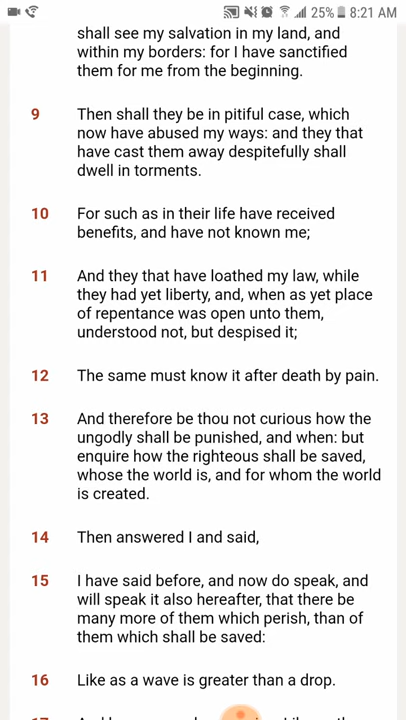 25% 8:21 AM
shall see my salvation in my land, and
within my borders: for I have sanctified
them for me from the beginning.
9 Then shall they be in pitiful case, which
now have abused my ways: and they that
have cast them away despitefully shall
dwell in torments.
10 For such as in their life have received
benefits, and have not known me;
11 And they that have loathed my law, while
they had yet liberty, and, when as yet place
of repentance was open unto them,
understood not, but despised it;
12 The same must know it after death by pain.
13 And therefore be thou not curious how the
ungodly shall be punished, and when: but
enquire how the righteous shall be saved,
whose the world is, and for whom the world
is created.
14 Then answered I and said,
15 I have said before, and now do speak, and
will speak it also hereafter, that there be
many more of them which perish, than of
them which shall be saved:
16 Like as a wave is greater than a drop.